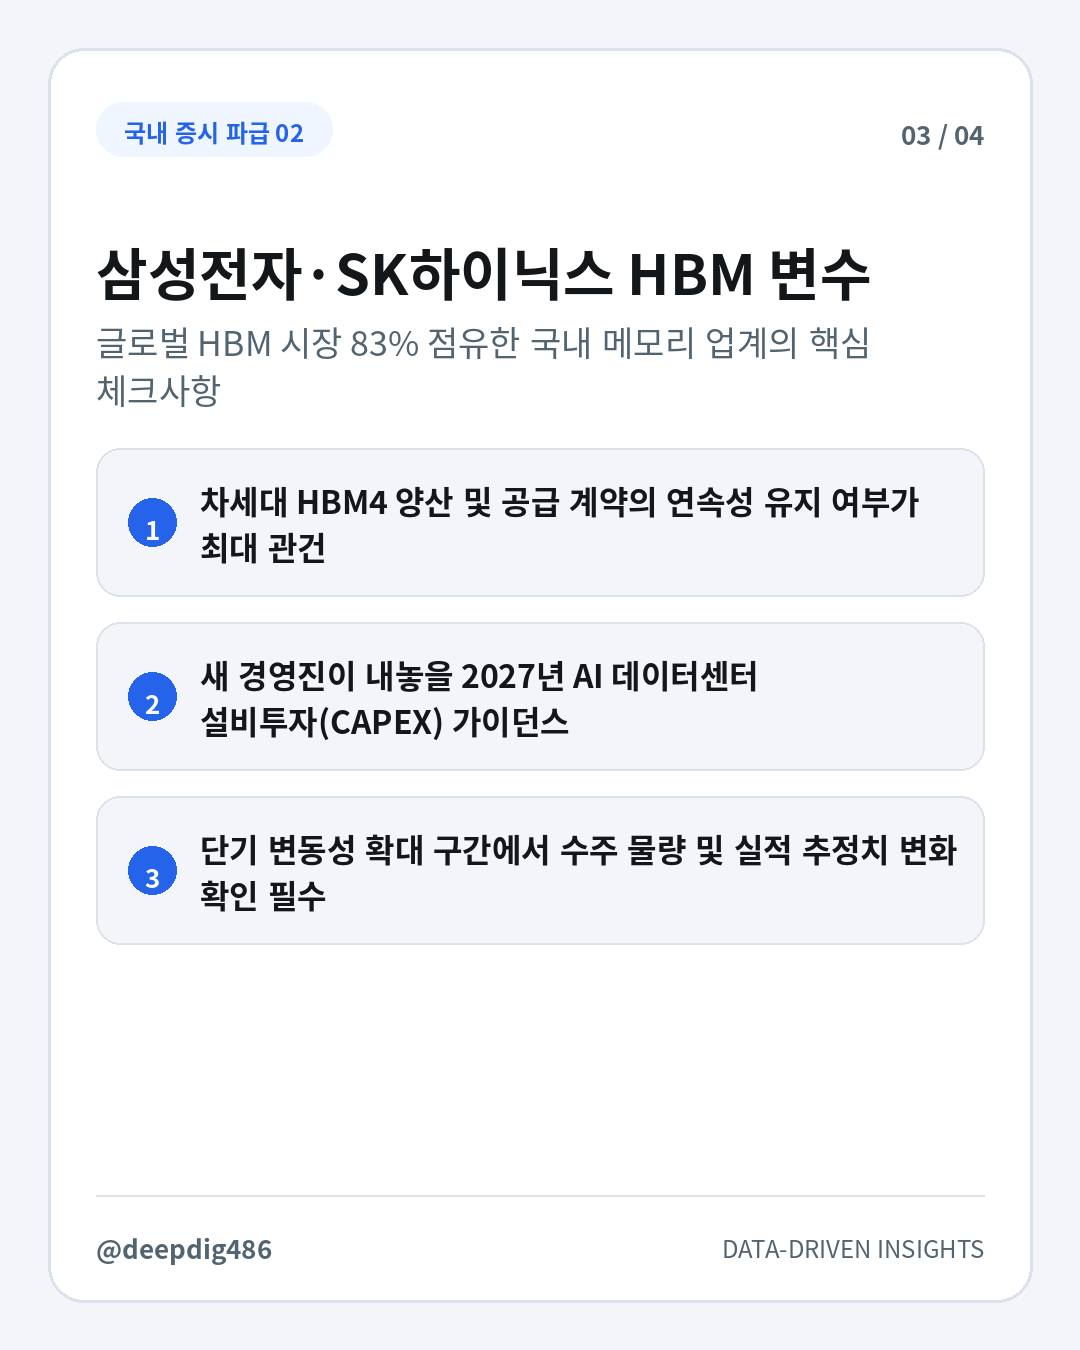 국내 증시 파급 02
03 / 04
삼성전자·SK하이닉스 HBM 변수
글로벌 HBM 시장 83% 점유한 국내 메모리 업계의 핵심
체크사항
1
차세대 HBM4 양산 및 공급 계약의 연속성 유지 여부가
최대 관건
2
새 경영진이 내놓을 2027년 AI 데이터센터
설비투자(CAPEX) 가이던스
3
단기 변동성 확대 구간에서 수주 물량 및 실적 추정치 변화
확인 필수
@deepdig486
DATA-DRIVEN INSIGHTS